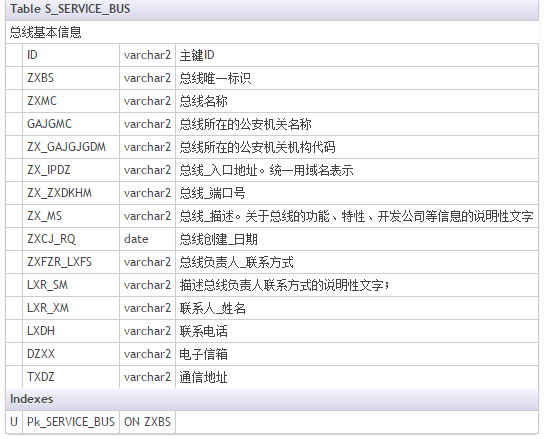 Table S_SERVICE_BUS
总线基本信息
ID varchar2 主键ID
ZXBS varchar2 总线唯一标识
ZXMC varchar2 总线名称
GAJGMC varchar2 总线所在的公安机关名称
ZX_GAJGJGDM varchar2 总线所在的公安机关机构代码
ZX_IPDZ varchar2 总线_入口地址。统一用域名表示
ZX_ZXDKHM varchar2 总线_端口号
ZX_MS varchar2 总线_描述。关于总线的功能、特性、开发公司等信息的说明性文字
ZXCJ_RQ date 总线创建_日期
ZXFZR_LXFS varchar2 总线负责人_联系方式
LXR_SM varchar2 描述总线负责人联系方式的说明性文字;
LXR_XM varchar2 联系人_姓名
LXDH varchar2 联系电话
DZXX varchar2 电子信箱
TXDZ varchar2 通信地址
Indexes
U Pk_SERVICE_BUS ON ZXBS